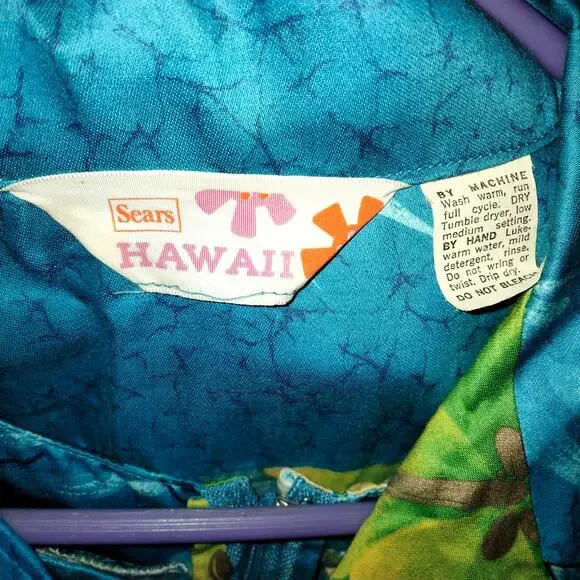 Sears
HAWAII
BY MACHINE
Wash warm, run
full cycle. DRY
Tumble dryer, low
medium setting.
BY HAND Luke-
warm water, mild
detergent, rinse.
Do not wring or
twist. Drip dry.
DO NOT BLEACH